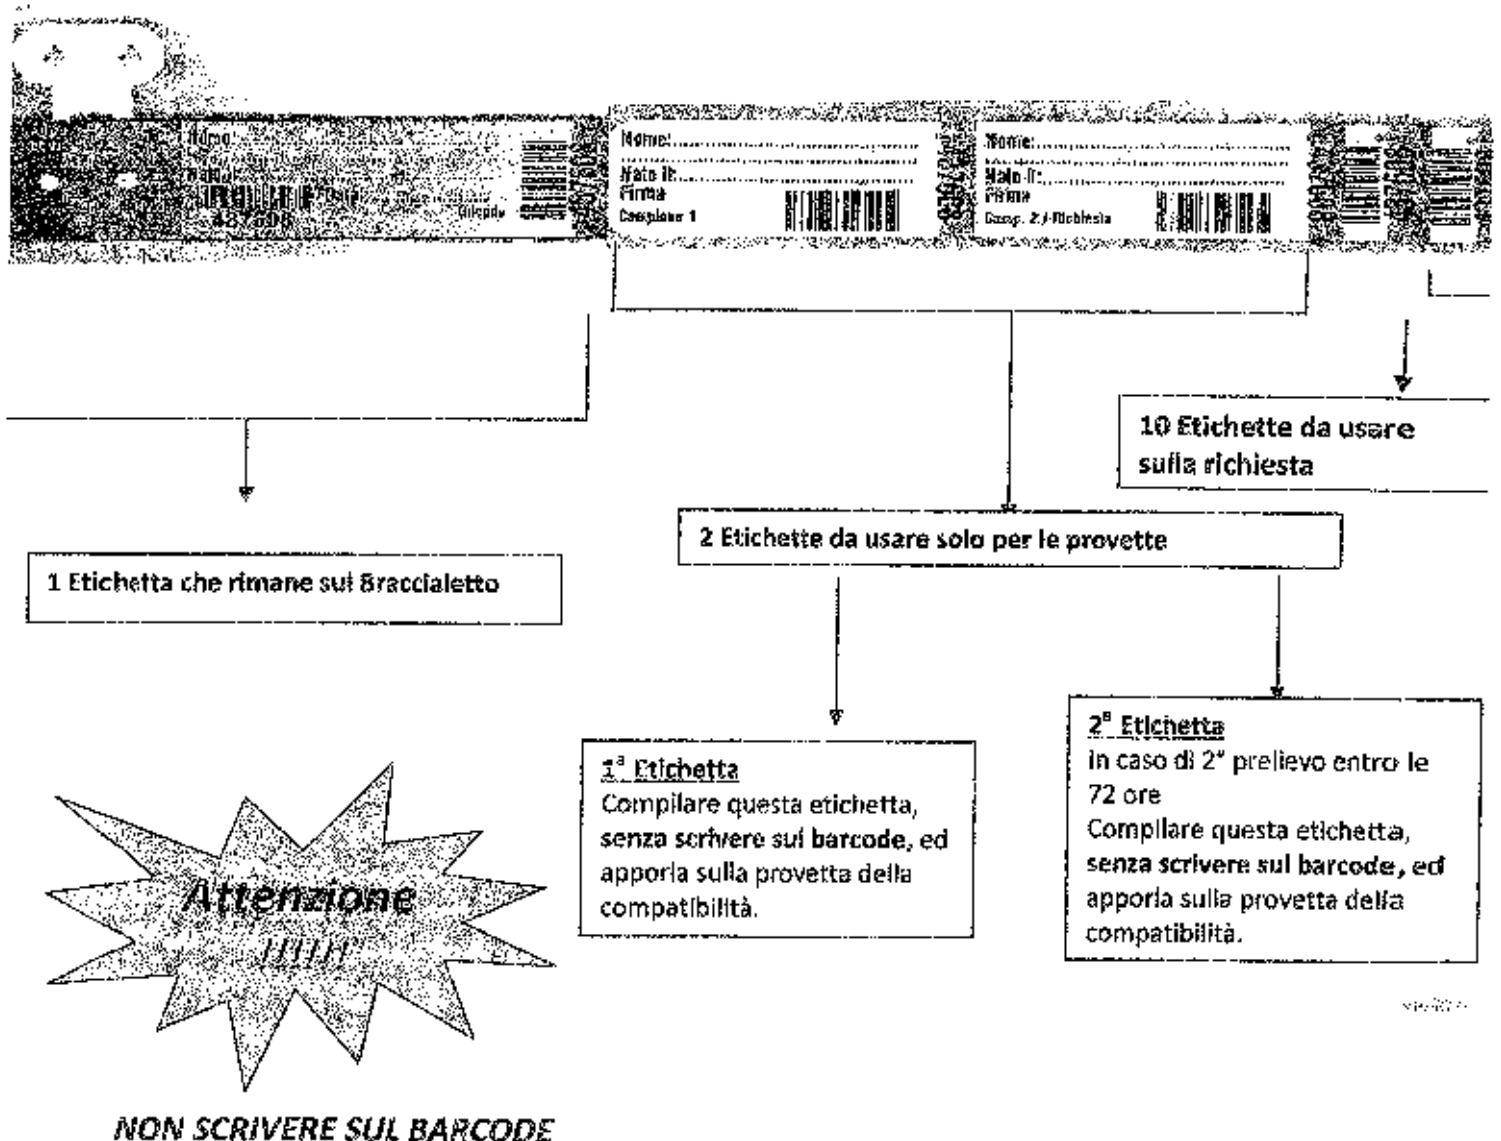 Nome:
Nato il:
Firma
Campione 1
Nome:
Nato il:
Firma
Camp. 2 / Richiesta
10 Etichette da usare
sulla richiesta
2 Etichette da usare solo per le provette
1 Etichetta che rimane sul Braccialetto
1ª Etichetta
Compilare questa etichetta,
senza scrivere sul barcode, ed
apporla sulla provetta della
compatibilità.
2ª Etichetta
in caso di 2° prelievo entro le
72 ore
Compilare questa etichetta,
senza scrivere sul barcode, ed
apporla sulla provetta della
compatibilità.
Attenzione
!!!!!!
NON SCRIVERE SUL BARCODE